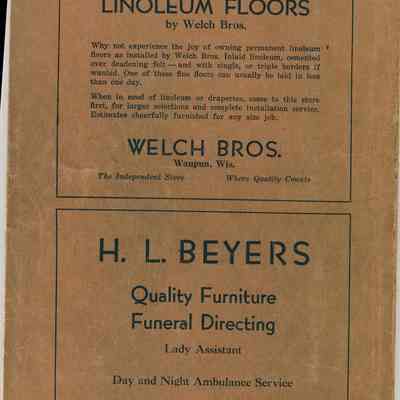 LINOLEUM FLOORS
by Welch Bros.
Why not experience the joy of owning permanent linoleum
floors as installed by Welch Bros. Inlaid linoleum, cemented
over deadening felt—and with single, or triple borders if
wanted. One of these fine floors can usually be laid in less
than one day.
When in need of linoleum or draperies, come to this store
first, for larger selections and complete installation service.
Estimates cheerfully furnished for any size job.
WELCH BROS.
Waupun, Wis.
The Independent Store Where Quality Counts
H. L. BEYERS
Quality Furniture
Funeral Directing
Lady Assistant
Day and Night Ambulance Service